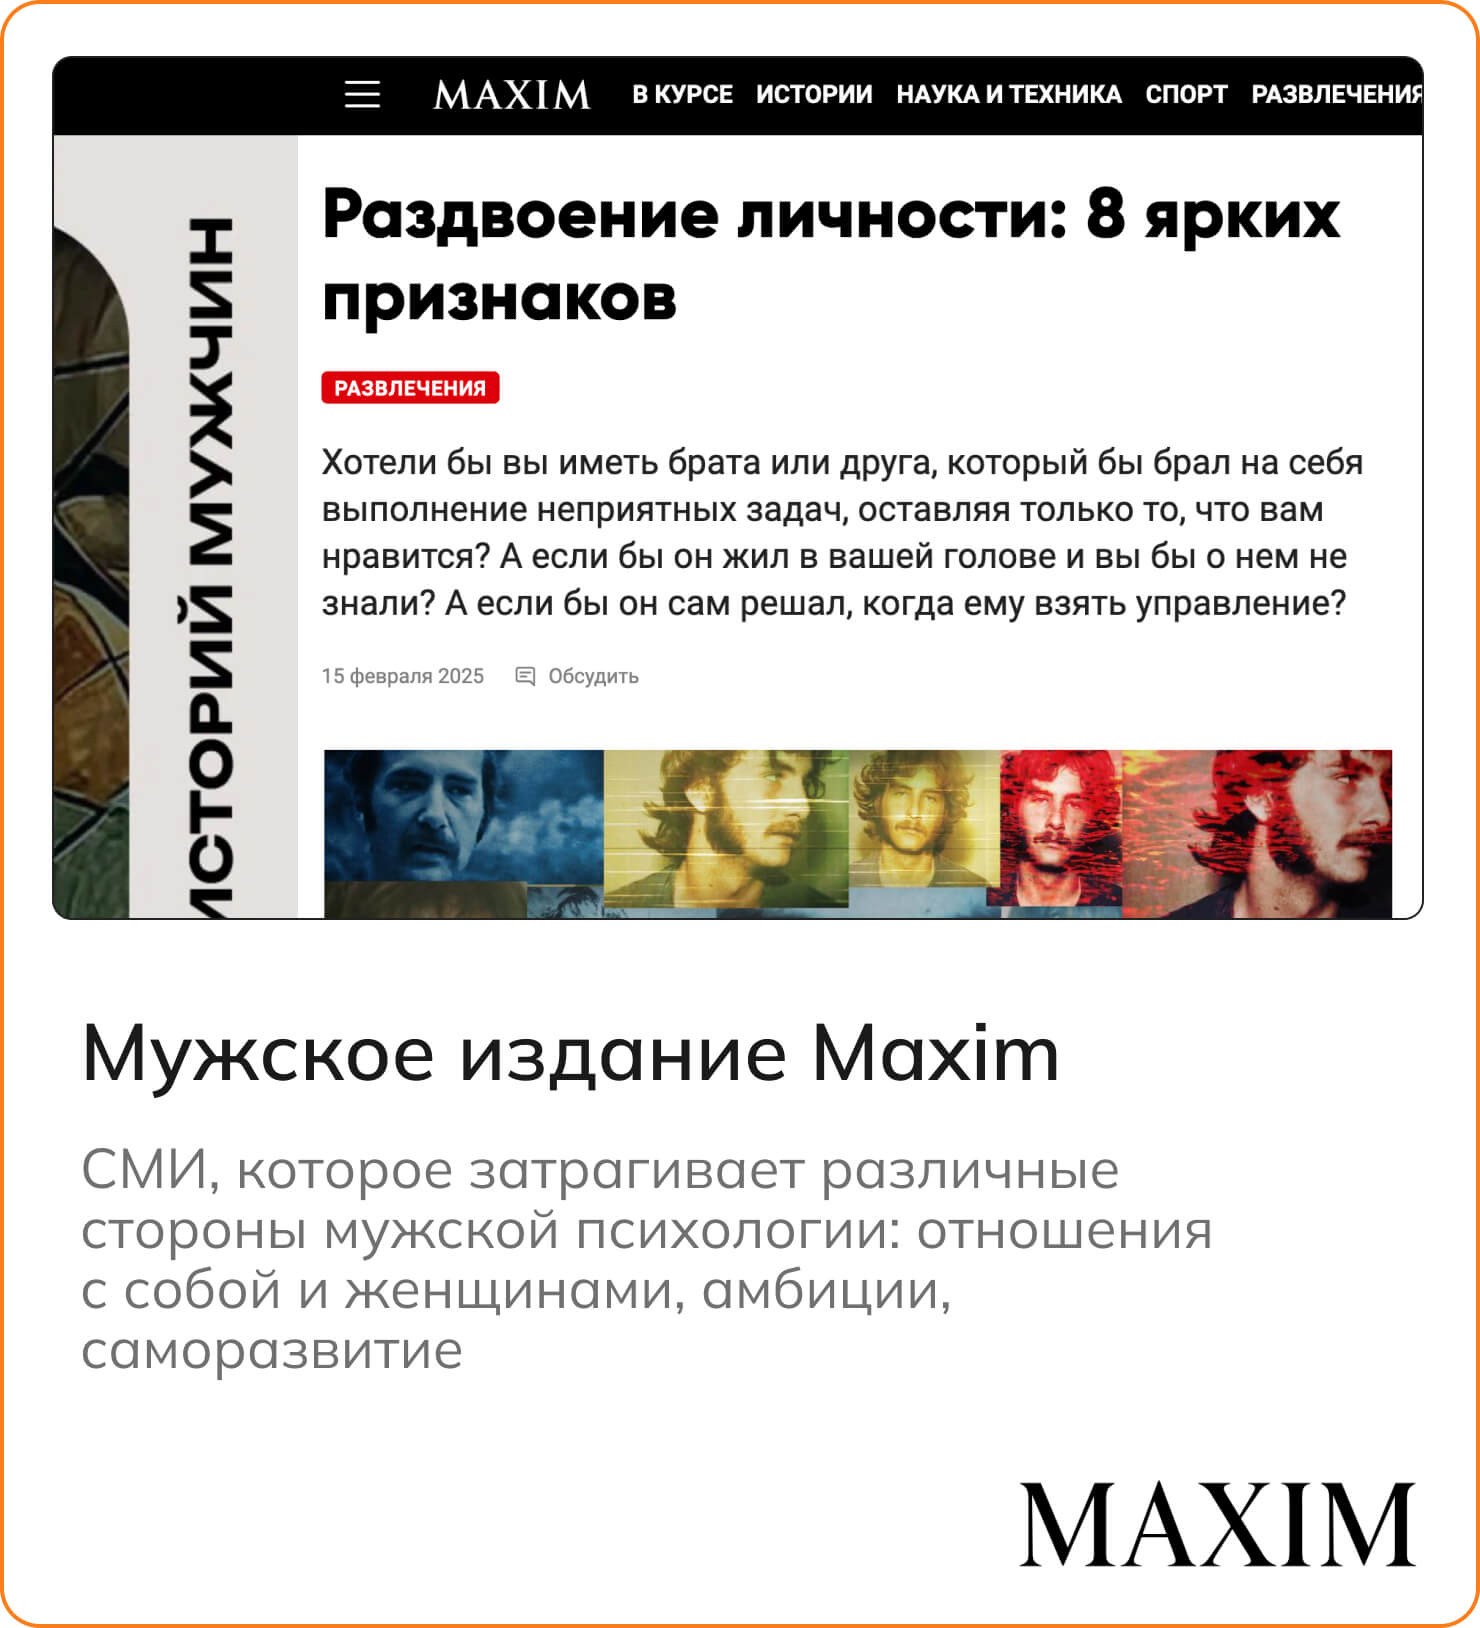 MAXIM В КУРСЕ ИСТОРИИ НАУКА И ТЕХНИКА СПОРТ РАЗВЛЕЧЕНИЯ
ИСТОРИЙ МУЖЧИН
Раздвоение личности: 8 ярких
признаков
РАЗВЛЕЧЕНИЯ
Хотели бы вы иметь брата или друга, который бы брал на себя
выполнение неприятных задач, оставляя только то, что вам
нравится? А если бы он жил в вашей голове и вы бы о нем не
знали? А если бы он сам решал, когда ему взять управление?
15 февраля 2025 Обсудить
Мужское издание Maxim
СМИ, которое затрагивает различные
стороны мужской психологии: отношения
с собой и женщинами, амбиции,
саморазвитие
MAXIM